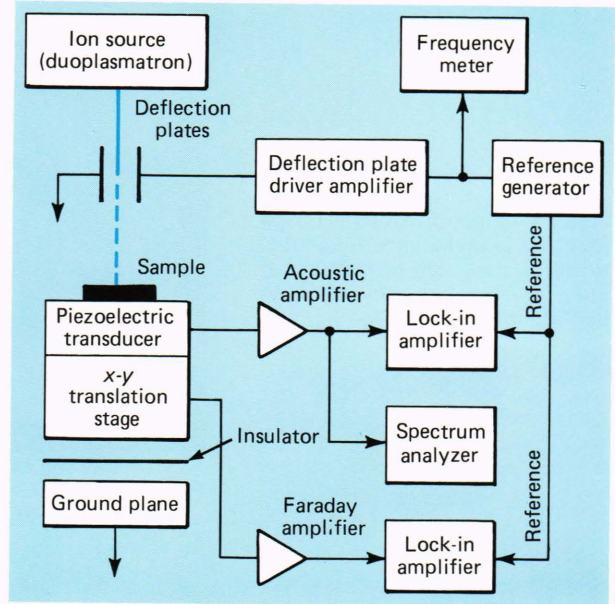 Ion source
(duoplasmatron)
Frequency
meter
Deflection
plates
Deflection plate
driver amplifier
Reference
generator
Reference
Sample
Acoustic
amplifier
Piezoelectric
transducer
Lock-in
amplifier
x-y
translation
stage
Insulator
Spectrum
analyzer
Ground plane
Faraday
amplifier
Lock-in
amplifier
Reference